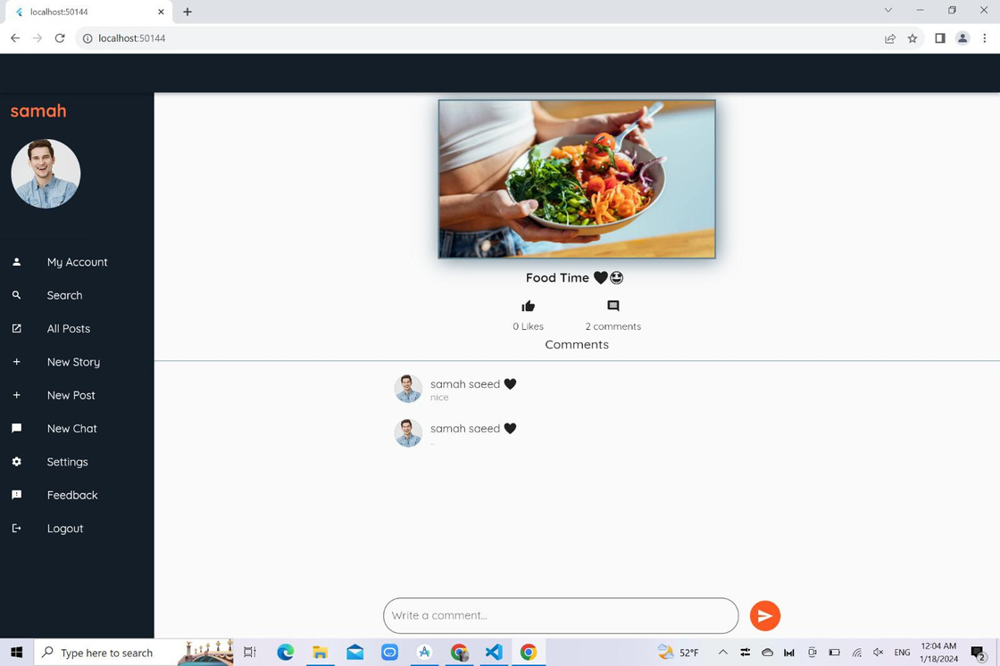 localhost:50144
localhost:50144
samah
My Account
Search
All Posts
New Story
New Post
New Chat
Settings
Feedback
Logout
Food Time 🖤🤩
0 Likes
2 comments
Comments
samah saeed 🖤
nice
samah saeed 🖤
..
Write a comment...
Type here to search
52°F
ENG
12:04 AM
1/18/2024
2